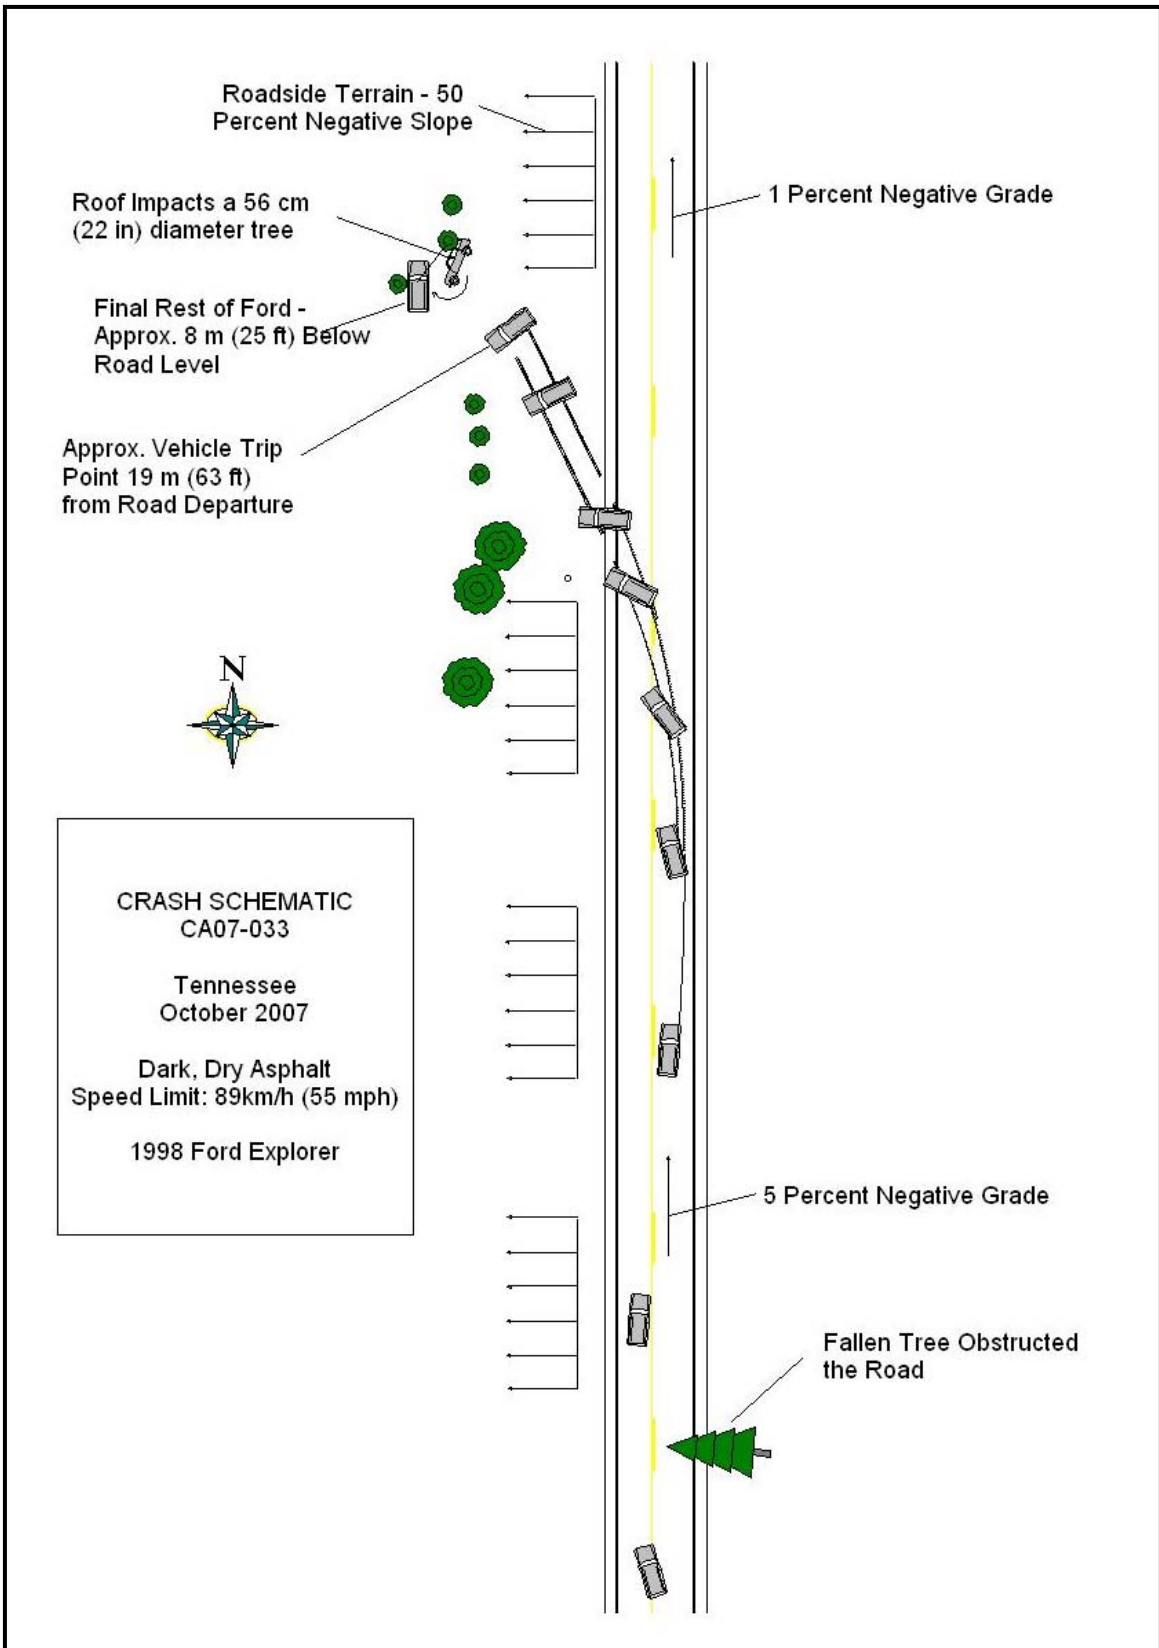 Roadside Terrain - 50
Percent Negative Slope
1 Percent Negative Grade
Roof Impacts a 56 cm
(22 in) diameter tree
Final Rest of Ford -
Approx. 8 m (25 ft) Below
Road Level
Approx. Vehicle Trip
Point 19 m (63 ft)
from Road Departure
N
CRASH SCHEMATIC
CA07-033
Tennessee
October 2007
Dark, Dry Asphalt
Speed Limit: 89km/h (55 mph)
1998 Ford Explorer
5 Percent Negative Grade
Fallen Tree Obstructed
the Road